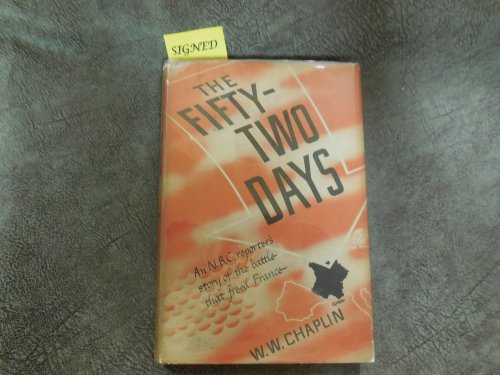 SIGNED
THE
FIFTY-
TWO
DAYS
An N.B.C. reporter's
story of the battle
that freed France
W.W. CHAPLIN